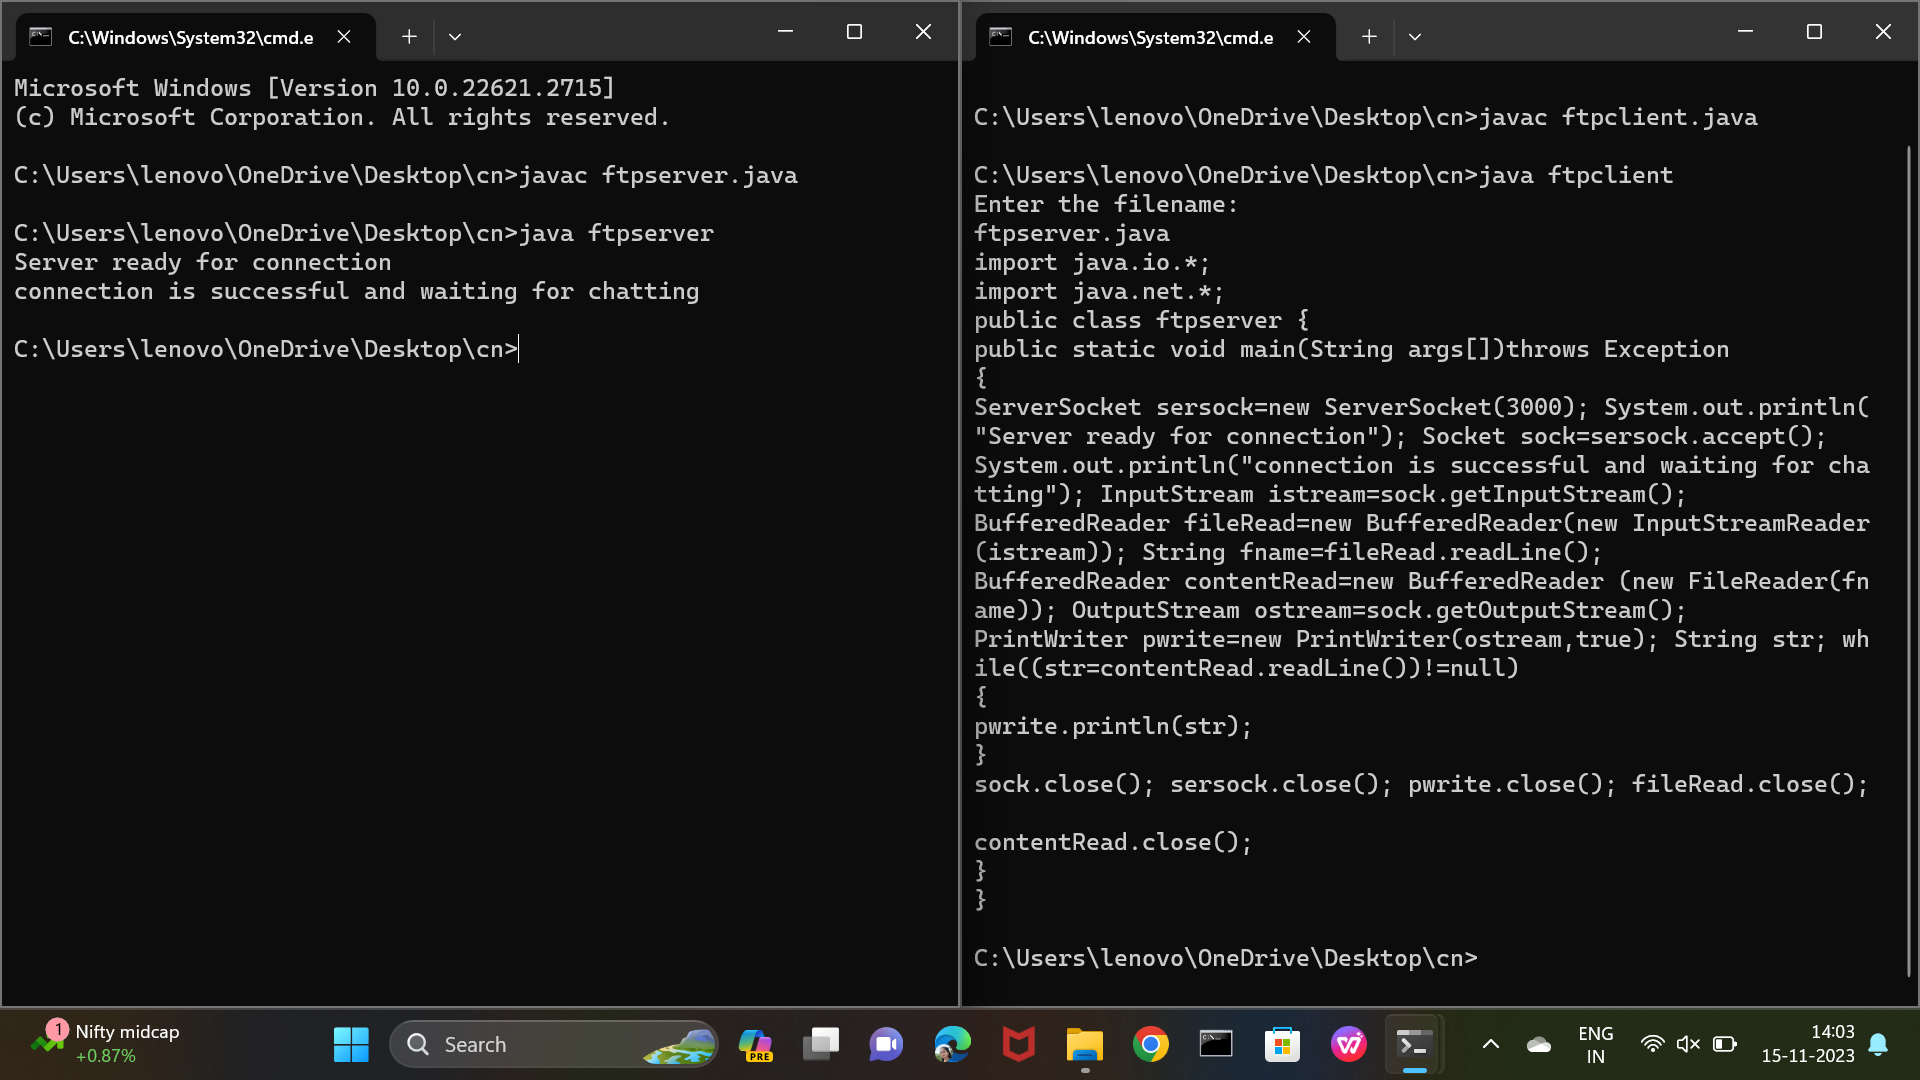 C:\Windows\System32\cmd.e
Microsoft Windows [Version 10.0.22621.2715]
(c) Microsoft Corporation. All rights reserved.
C:\Users\lenovo\OneDrive\Desktop\cn>javac ftpserver.java
C:\Users\lenovo\OneDrive\Desktop\cn>java ftpserver
Server ready for connection
connection is successful and waiting for chatting
C:\Users\lenovo\OneDrive\Desktop\cn>
C:\Windows\System32\cmd.e
C:\Users\lenovo\OneDrive\Desktop\cn>javac ftpclient.java
C:\Users\lenovo\OneDrive\Desktop\cn>java ftpclient
Enter the filename:
ftpserver.java
import java.io.*;
import java.net.*;
public class ftpserver {
public static void main(String args[])throws Exception
{
ServerSocket sersock=new ServerSocket(3000); System.out.println(
"Server ready for connection"); Socket sock=sersock.accept();
System.out.println("connection is successful and waiting for cha
tting"); InputStream istream=sock.getInputStream();
BufferedReader fileRead=new BufferedReader(new InputStreamReader
(istream)); String fname=fileRead.readLine();
BufferedReader contentRead=new BufferedReader (new FileReader(fn
ame)); OutputStream ostream=sock.getOutputStream();
PrintWriter pwrite=new PrintWriter(ostream,true); String str; wh
ile((str=contentRead.readLine())!=null)
{
pwrite.println(str);
}
sock.close(); sersock.close(); pwrite.close(); fileRead.close();
contentRead.close();
}
}
C:\Users\lenovo\OneDrive\Desktop\cn>
1
Nifty midcap
+0.87%
Search
PRE
ENG
IN
14:03
15-11-2023